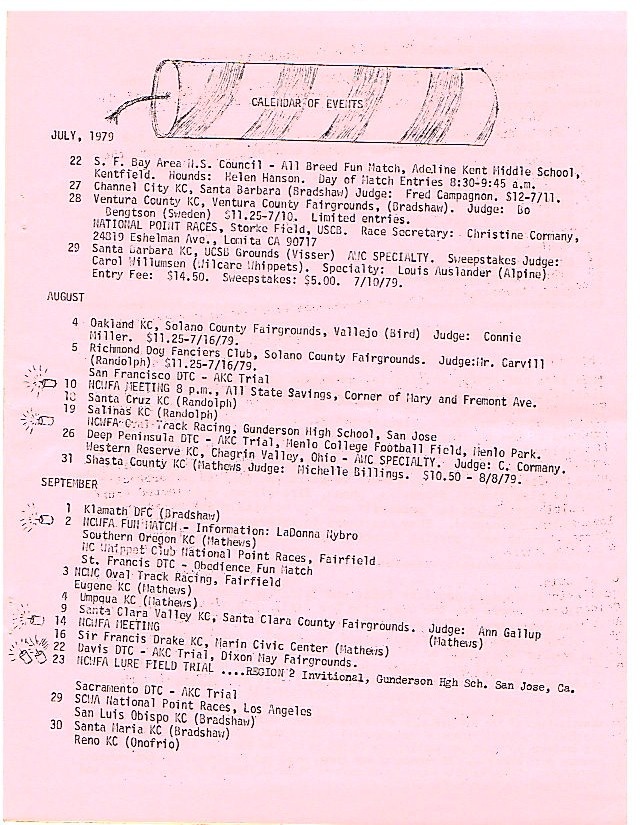 CALENDAR OF EVENTS
JULY, 1979
22 S. F. Bay Area H.S. Council - All Breed Fun Match, Adeline Kent Middle School,
Kentfield. Hounds: Helen Hanson. Day of Match Entries 8:30-9:45 a.m.
27 Channel City KC, Santa Barbara (Bradshaw) Judge: Fred Campagnon. $12-7/11.
28 Ventura County KC, Ventura County Fairgrounds, (Bradshaw). Judge: Bo
Bengtson (Sweden) $11.25-7/10. Limited entries.
NATIONAL POINT RACES, Storke Field, USCB. Race Secretary: Christine Cormany,
24819 Eshelman Ave., Lomita CA 90717
29 Santa Barbara KC, UCSB Grounds (Visser) AWC SPECIALTY. Sweepstakes Judge:
Carol Willumsen (Wilcare Whippets). Specialty: Louis Auslander (Alpine)
Entry Fee: $14.50. Sweepstakes: $5.00. 7/10/79.
AUGUST
4 Oakland KC, Solano County Fairgrounds, Vallejo (Bird) Judge: Connie
Miller. $11.25-7/16/79.
5 Richmond Dog Fanciers Club, Solano County Fairgrounds. Judge:Mr. Carvill
(Randolph) $11.25-7/16/79.
San Francisco DTC - AKC Trial
10 NCWFA MEETING 8 p.m., All State Savings, Corner of Mary and Fremont Ave.
18 Santa Cruz KC (Randolph)
19 Salinas KC (Randolph)
NCWFA Oval Track Racing, Gunderson High School, San Jose
26 Deep Peninsula DTC - AKC Trial, Menlo College Football Field, Menlo Park.
Western Reserve KC, Chagrin Valley, Ohio - AWC SPECIALTY. Judge: C. Cormany.
31 Shasta County KC (Mathews Judge: Michelle Billings. $10.50 - 8/8/79.
SEPTEMBER
1 Klamath DFC (Bradshaw)
2 NCWFA FUN MATCH - Information: LaDonna Nybro
Southern Oregon KC (Mathews)
NC Whippet Club National Point Races, Fairfield
St. Francis DTC - Obedience Fun Match
3 NCWC Oval Track Racing, Fairfield
Eugene KC (Mathews)
4 Umpqua KC (Mathews)
9 Santa Clara Valley KC, Santa Clara County Fairgrounds. Judge: Ann Gallup
14 NCWFA MEETING (Mathews)
16 Sir Francis Drake KC, Marin Civic Center (Mathews)
22 Davis DTC - AKC Trial, Dixon May Fairgrounds.
23 NCWFA LURE FIELD TRIAL ....REGION 2 Invitional, Gunderson Hgh Sch. San Jose, Ca.
Sacramento DTC - AKC Trial
29 SCWA National Point Races, Los Angeles
San Luis Obispo KC (Bradshaw)
30 Santa Maria KC (Bradshaw)
Reno KC (Onofrio)